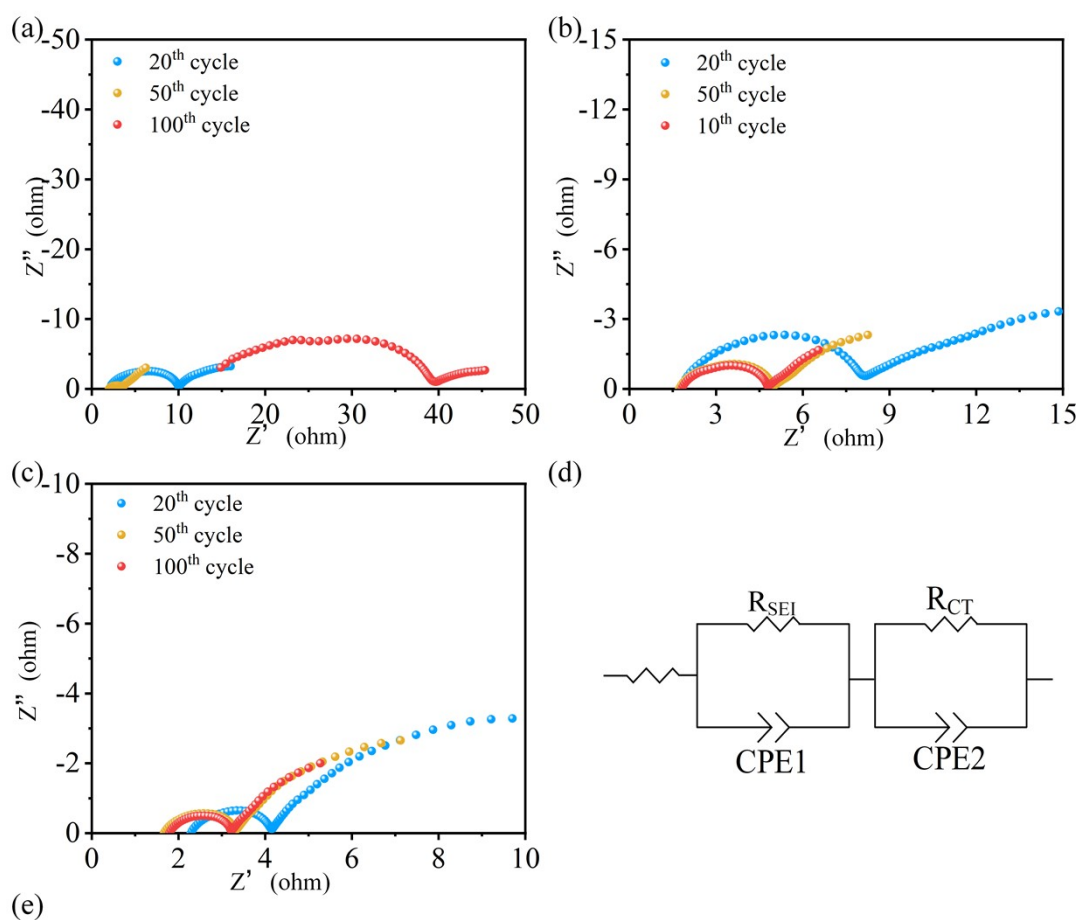 (a)
-50
-40
-30
-20
-10
0
Z” (ohm)
20th cycle
50th cycle
100th cycle
0 10 20 30 40 50
Z’ (ohm)
(b)
-15
-12
-9
-6
-3
0
Z” (ohm)
20th cycle
50th cycle
10th cycle
0 3 6 9 12 15
Z’ (ohm)
(c)
-10
-8
-6
-4
-2
0
Z” (ohm)
20th cycle
50th cycle
100th cycle
0 2 4 6 8 10
Z’ (ohm)
(d)
RSEI
RCT
CPE1
CPE2
(e)